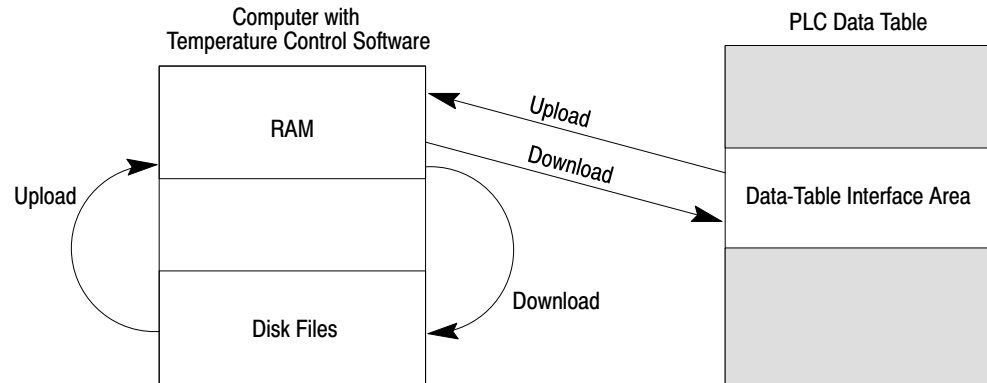 Computer with
Temperature Control Software
PLC Data Table
RAM
Upload
Download
Data-Table Interface Area
Upload
Download
Disk Files